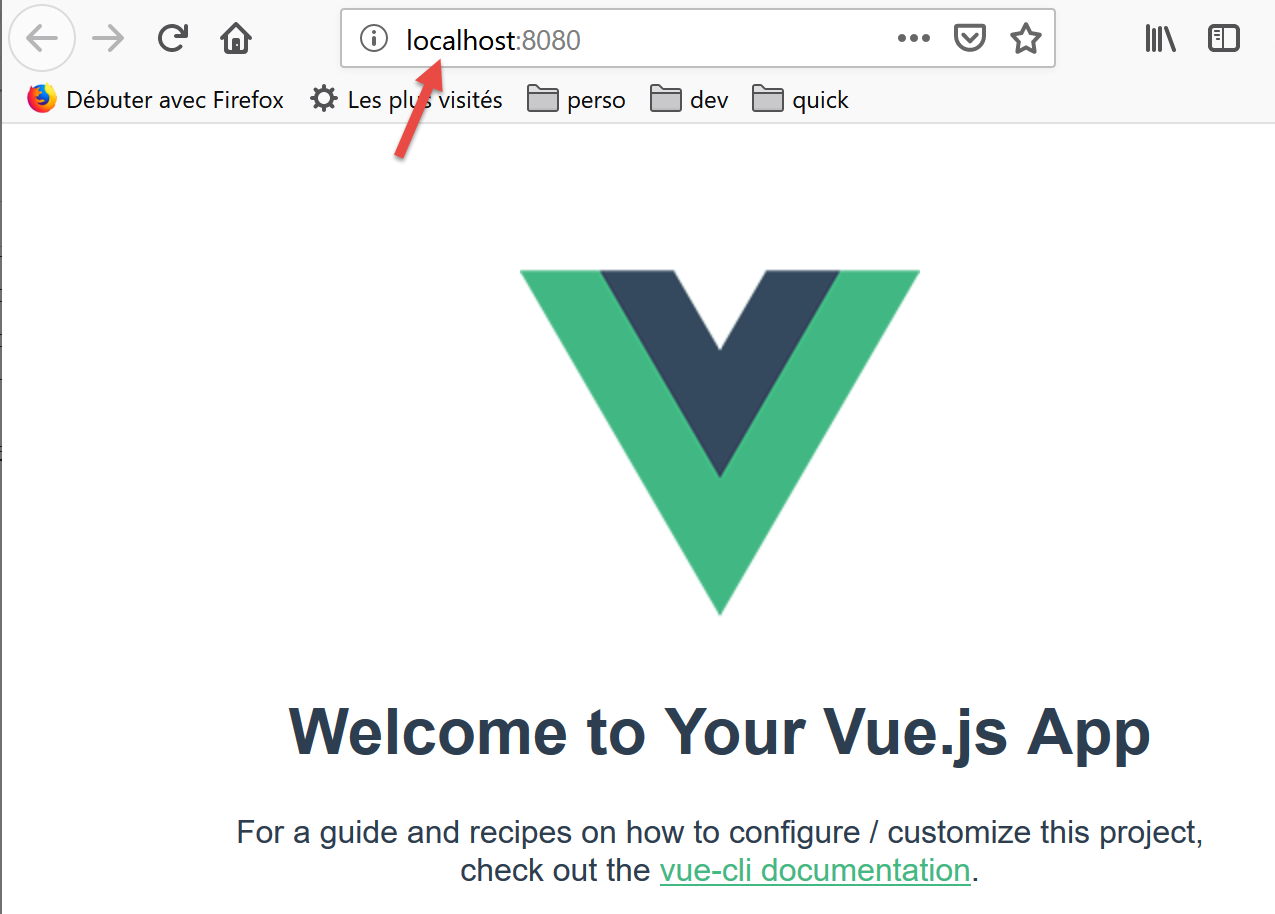 localhost:8080
Débuter avec Firefox Les plus visités perso dev quick
Welcome to Your Vue.js App
For a guide and recipes on how to configure / customize this project,
check out the vue-cli documentation.